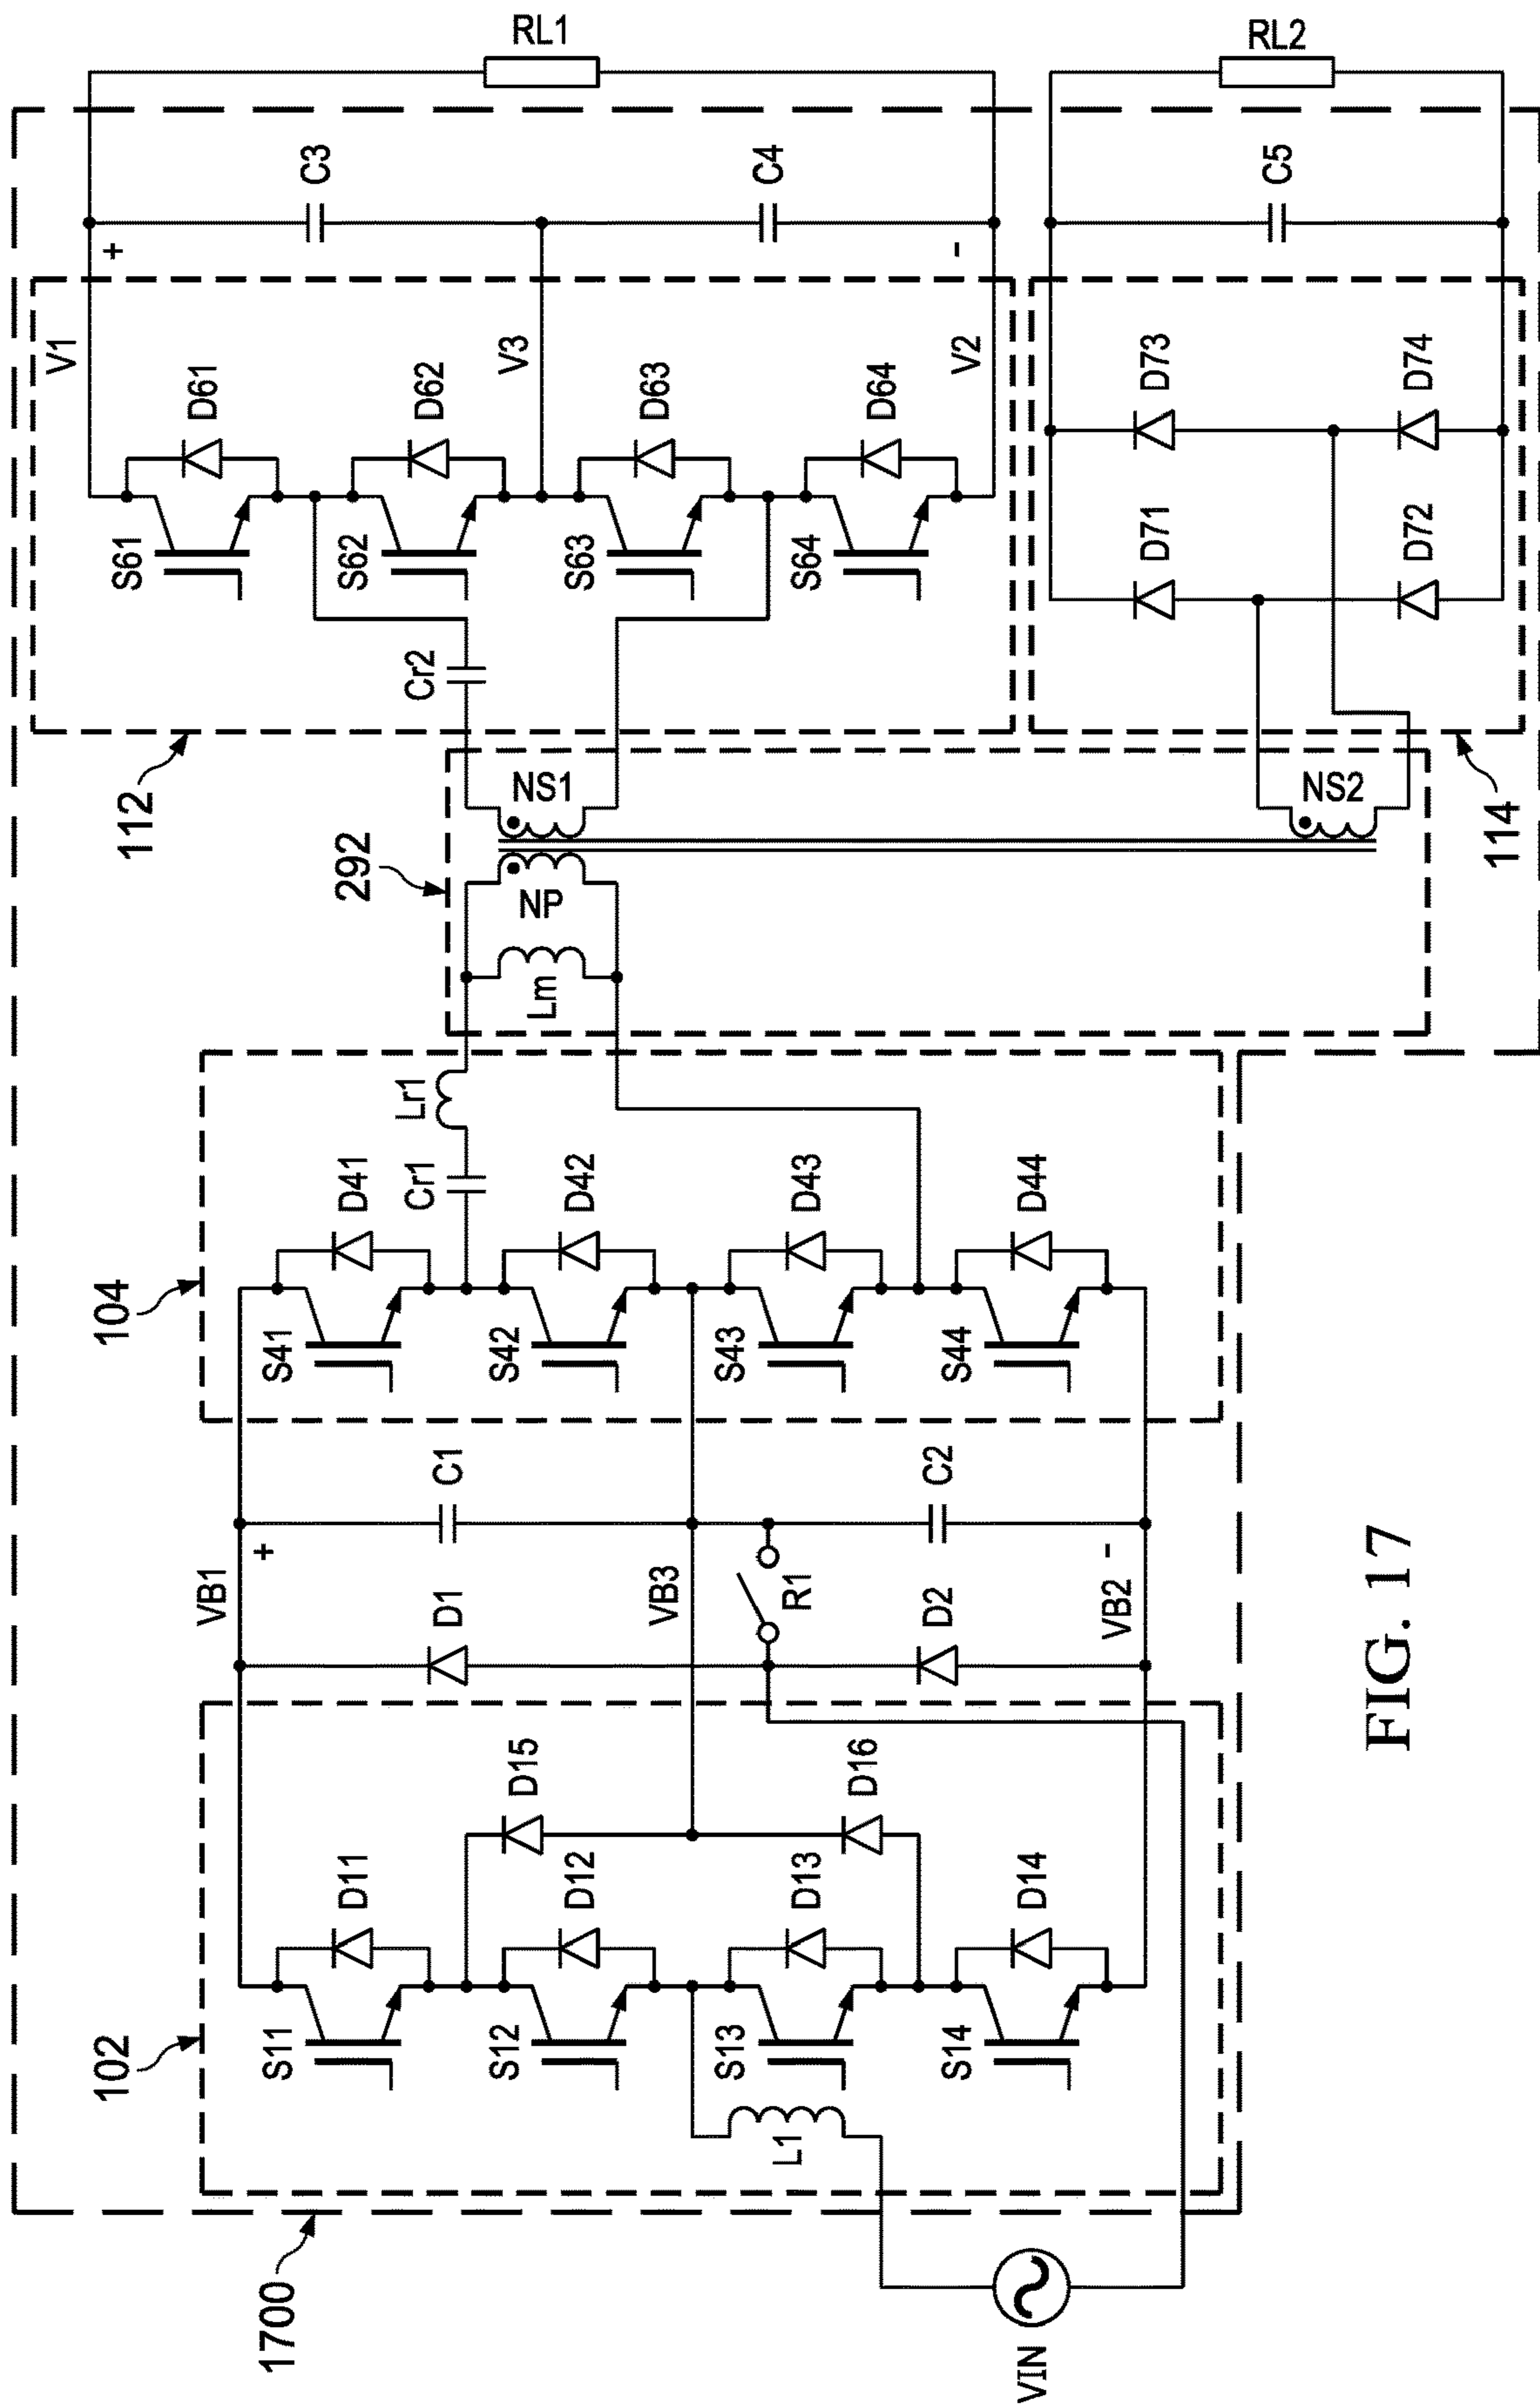 1700
VIN
102
L1
S11
D11
S12
D12
D15
S13
D13
D16
S14
D14
VB1
+
D1
C1
VB3
R1
D2
C2
VB2
-
104
S41
D41
S42
D42
S43
D43
S44
D44
Cr1
Lr1
292
Lm
NP
NS1
NS2
112
Cr2
S61
D61
S62
D62
S63
D63
S64
D64
V1
V3
V2
+
-
C3
C4
RL1
114
D71
D72
D73
D74
C5
RL2
FIG. 17